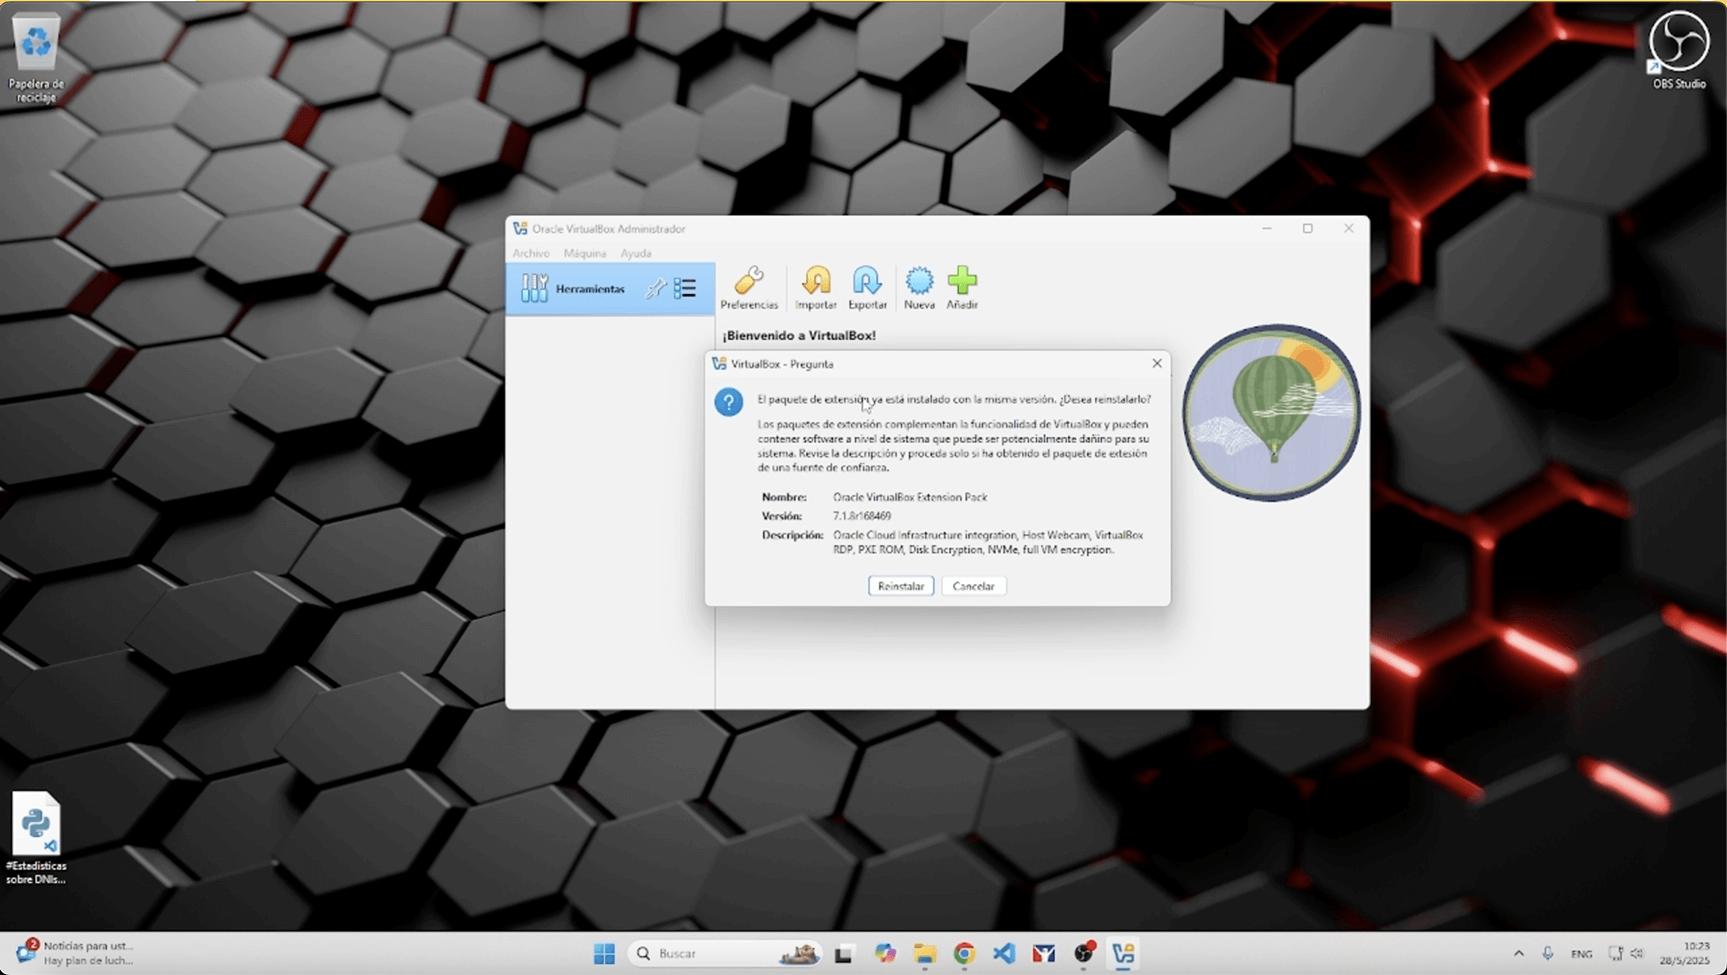 Papelera de
reciclaje
OBS Studio
Oracle VirtualBox Administrador
Archivo Máquina Ayuda
Herramientas
Preferencias Importar Exportar Nueva Añadir
¡Bienvenido a VirtualBox!
VirtualBox - Pregunta
El paquete de extensión ya está instalado con la misma versión. ¿Desea reinstalarlo?
Los paquetes de extensión complementan la funcionalidad de VirtualBox y pueden
contener software a nivel de sistema que puede ser potencialmente dañino para su
sistema. Revise la descripción y proceda solo si ha obtenido el paquete de extesión
de una fuente de confianza.
Nombre: Oracle VirtualBox Extension Pack
Versión: 7.1.8r168469
Descripción: Oracle Cloud Infrastructure integration, Host Webcam, VirtualBox
RDP, PXE ROM, Disk Encryption, NVMe, full VM encryption.
Reinstalar Cancelar
#Estadisticas
sobre DNIs...
2
Noticias para ust...
Hay plan de luch...
Buscar
ENG
10:23
28/5/2025